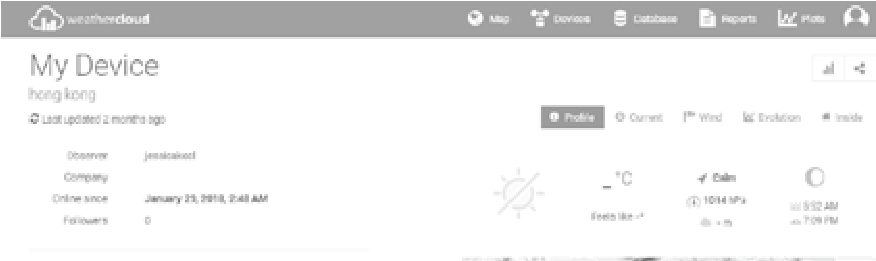 weathercloud
Map Devices Database Reports Plots
My Device
hong kong
Last updated 2 months ago
Profile Current Wind Evolution Inside
Observer
Company
Online since January 23, 2018, 2:48 AM
Followers 0
_ °C
Calm
hPa
Feels like
5:52 AM
7:09 PM